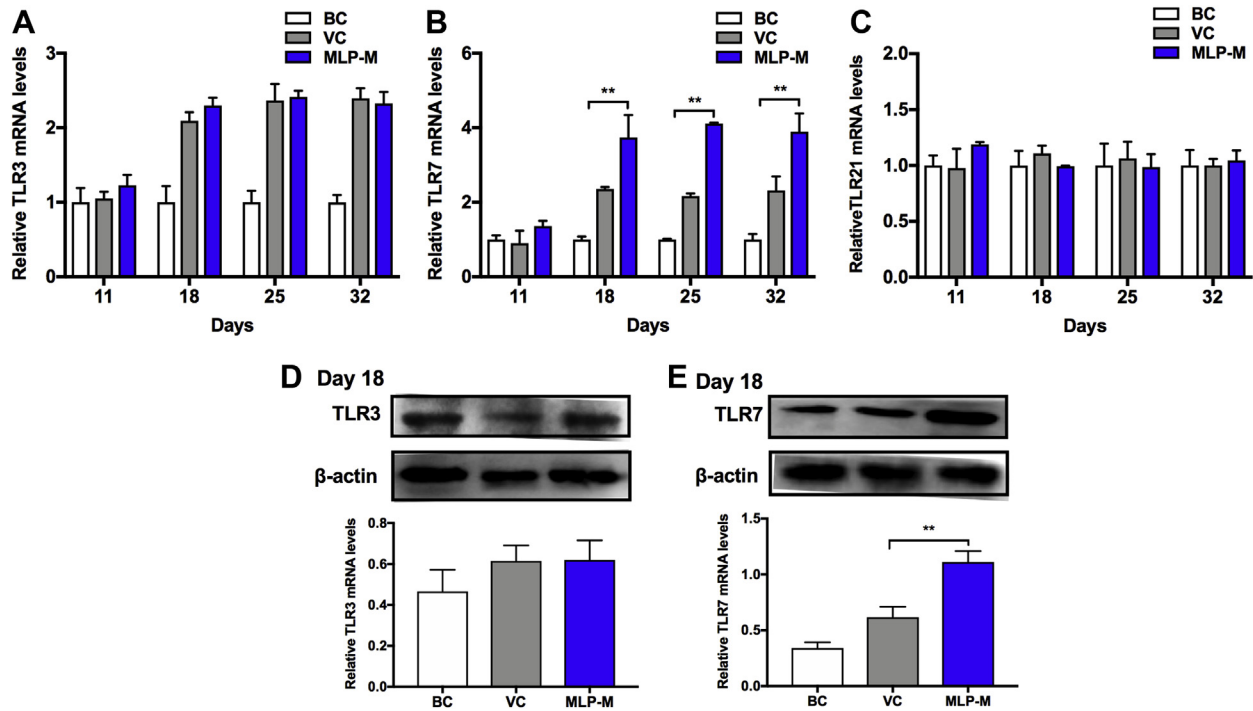 A
BC
VC
MLP-M
Relative TLR3 mRNA levels
3
2
1
0
11 18 25 32
Days
B
BC
VC
MLP-M
Relative TLR7 mRNA levels
6
4
2
0
** ** **
11 18 25 32
Days
C
BC
VC
MLP-M
RelativeTLR21 mRNA levels
2.0
1.5
1.0
0.5
0.0
11 18 25 32
Days
D Day 18
TLR3
β-actin
Relative TLR3 mRNA levels
0.8
0.6
0.4
0.2
0.0
BC VC MLP-M
E Day 18
TLR7
β-actin
Relative TLR7 mRNA levels
1.5
1.0
0.5
0.0
**
BC VC MLP-M